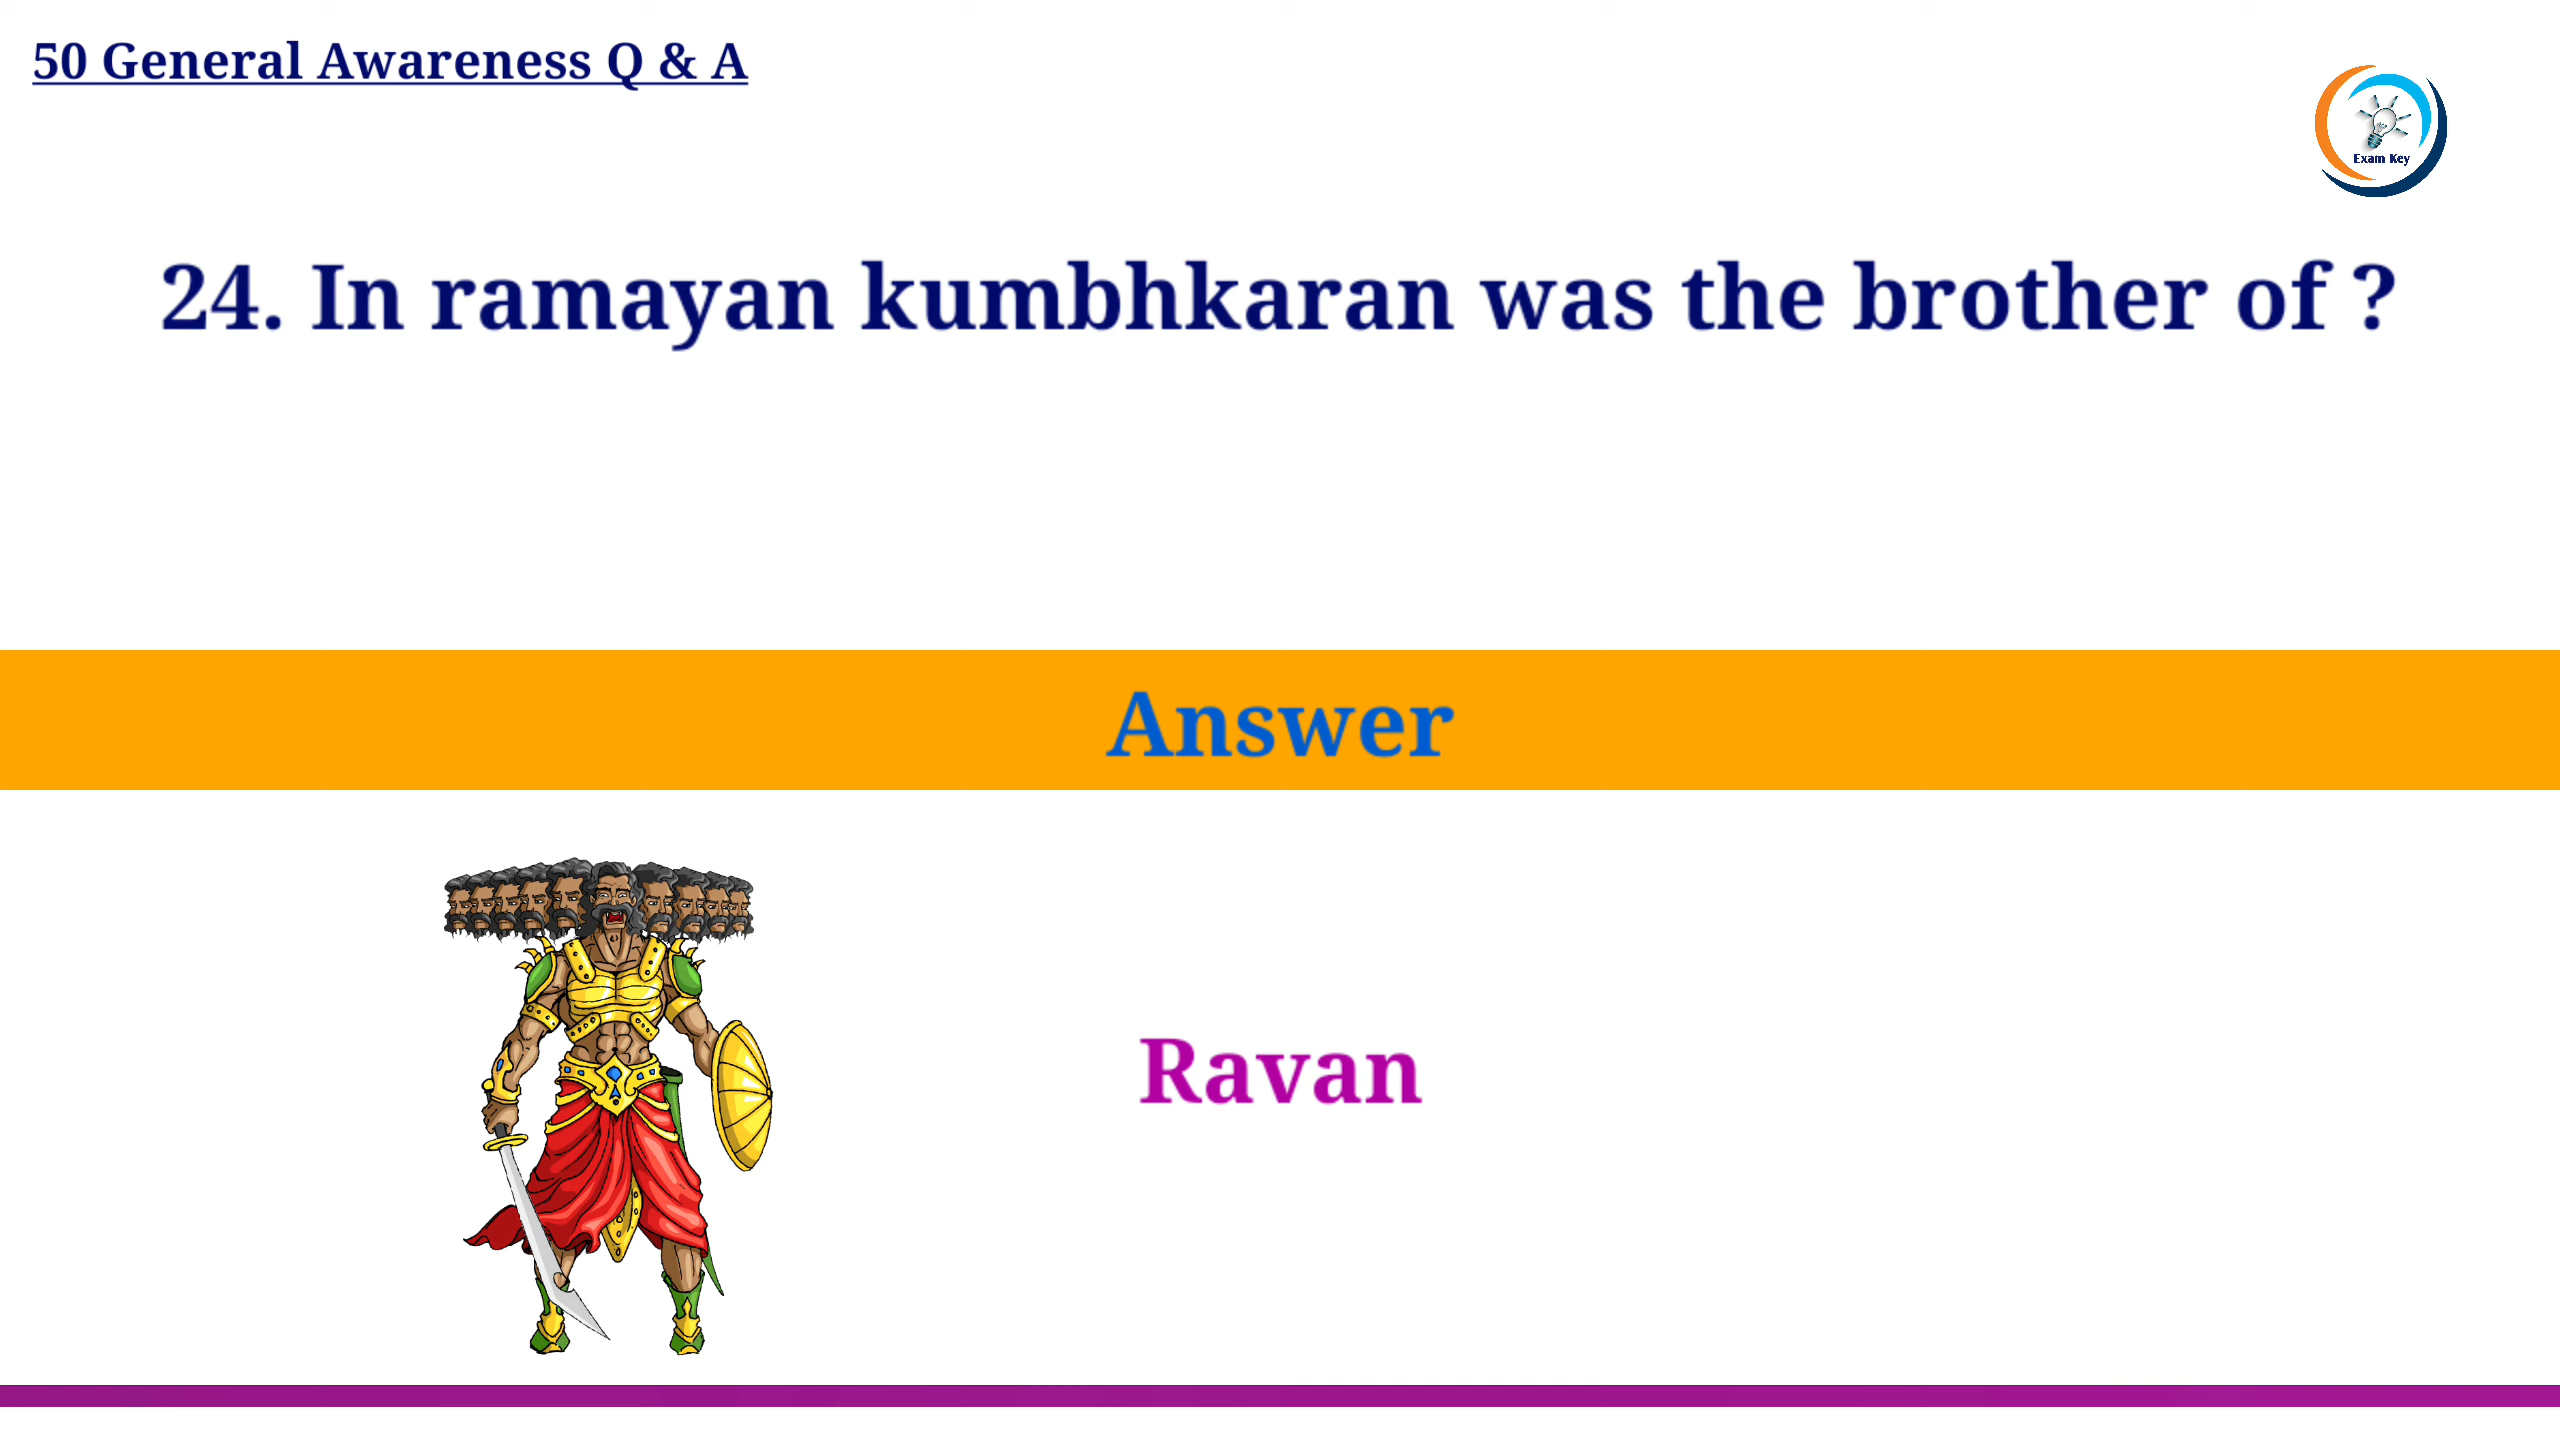 50 General Awareness Q & A
Exam Key
24. In ramayan kumbhkaran was the brother of ?
Answer
Ravan